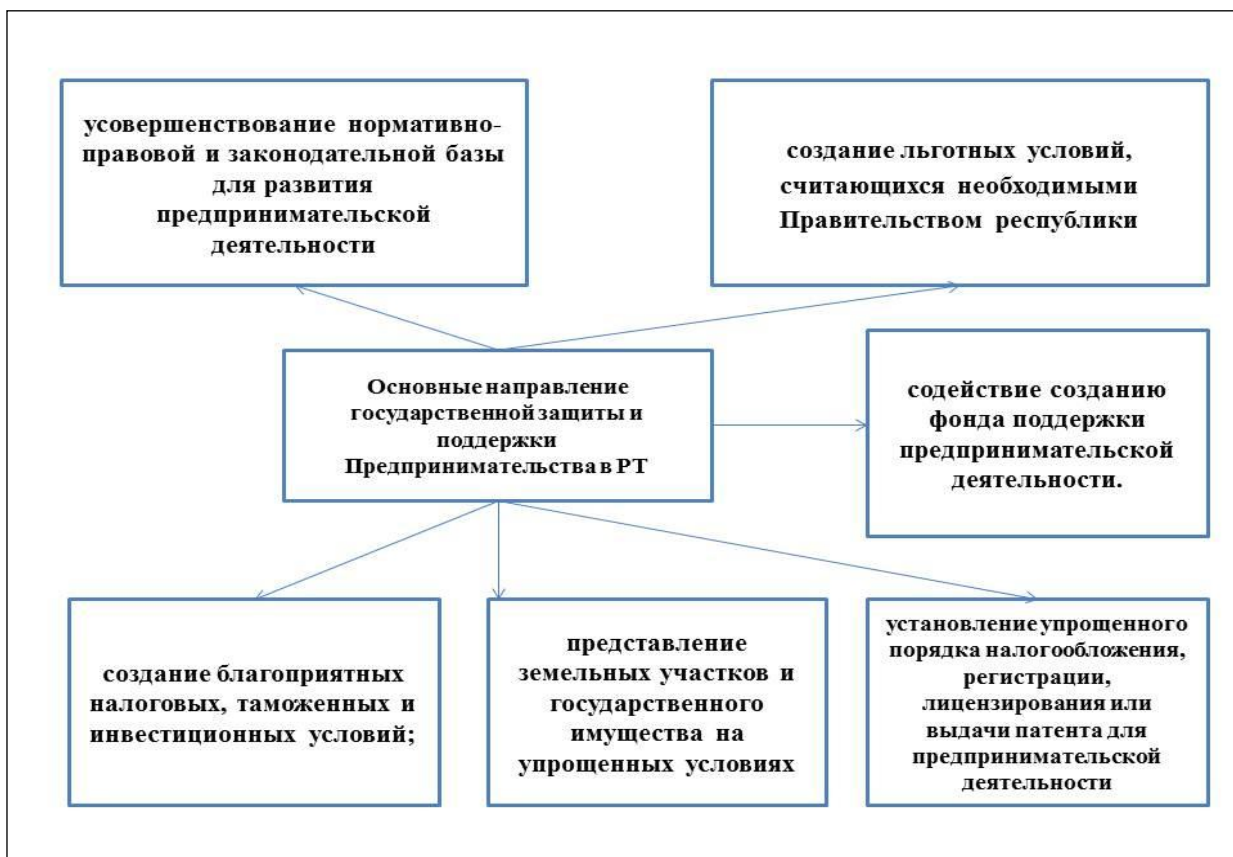 усовершенствование нормативно-
правовой и законодательной базы
для развития
предпринимательской
деятельности
создание льготных условий,
считающихся необходимыми
Правительством республики
Основные направление
государственной защиты и
поддержки
Предпринимательства в РТ
содействие созданию
фонда поддержки
предпринимательской
деятельности.
создание благоприятных
налоговых, таможенных и
инвестиционных условий;
представление
земельных участков и
государственного
имущества на
упрощенных условиях
установление упрощенного
порядка налогообложения,
регистрации,
лицензирования или
выдачи патента для
предпринимательской
деятельности